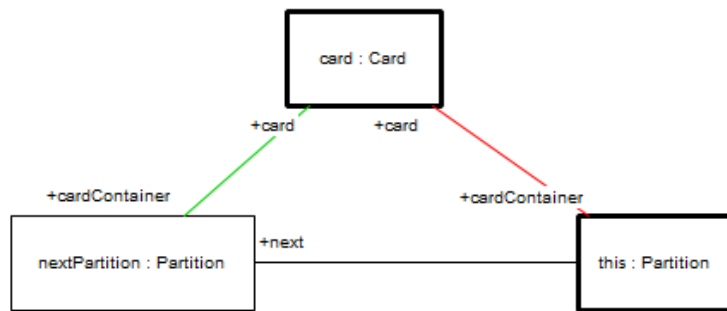 card : Card
+card
+card
+cardContainer
+cardContainer
+next
nextPartition : Partition
this : Partition